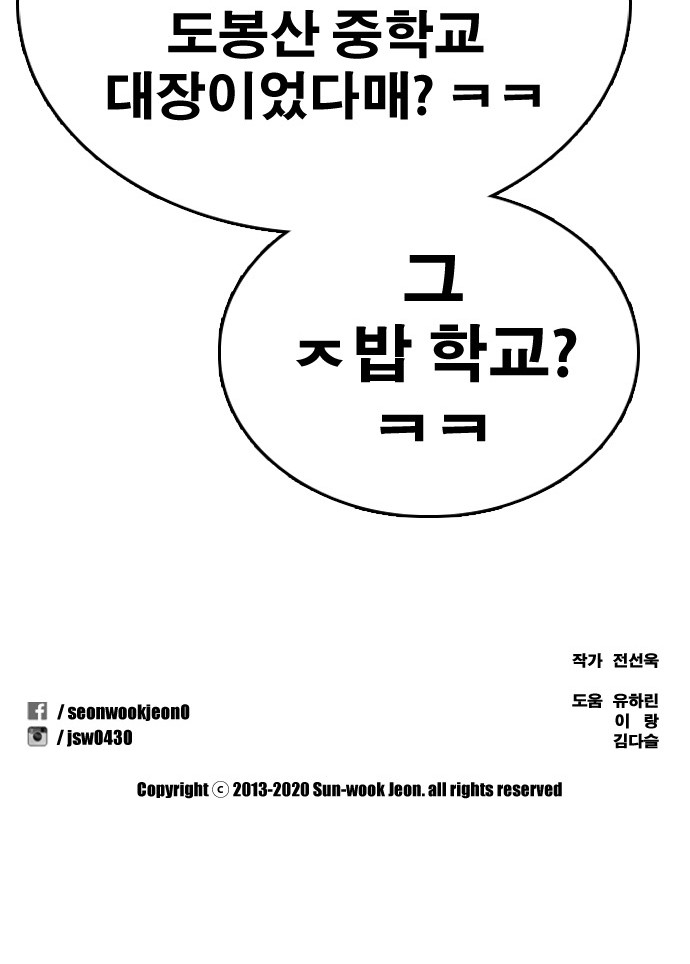 도봉산 중학교
대장이었다매? ㅋㅋ
그
ㅈ밥 학교?
ㅋㅋ
작가 전선욱
도움 유하린
이 랑
김다슬
/ seonwookjeon0
/ jsw0430
Copyright ⓒ 2013-2020 Sun-wook Jeon. all rights reserved